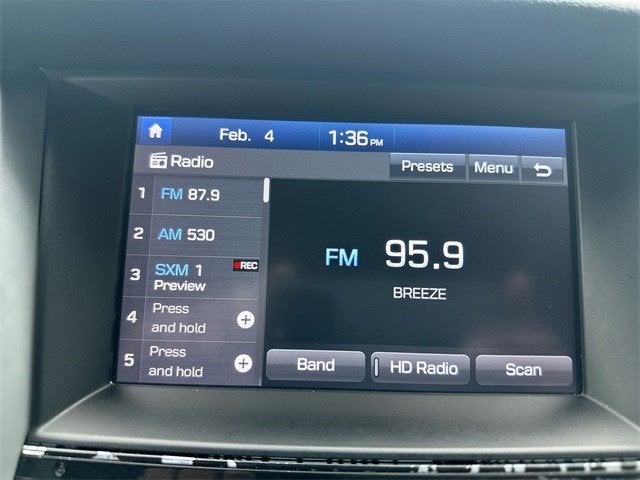 Feb. 4 1:36 PM
Radio Presets Menu
1 FM 87.9
2 AM 530
3 SXM 1 REC
Preview
4 Press
and hold
5 Press
and hold
FM 95.9
BREEZE
Band HD Radio Scan